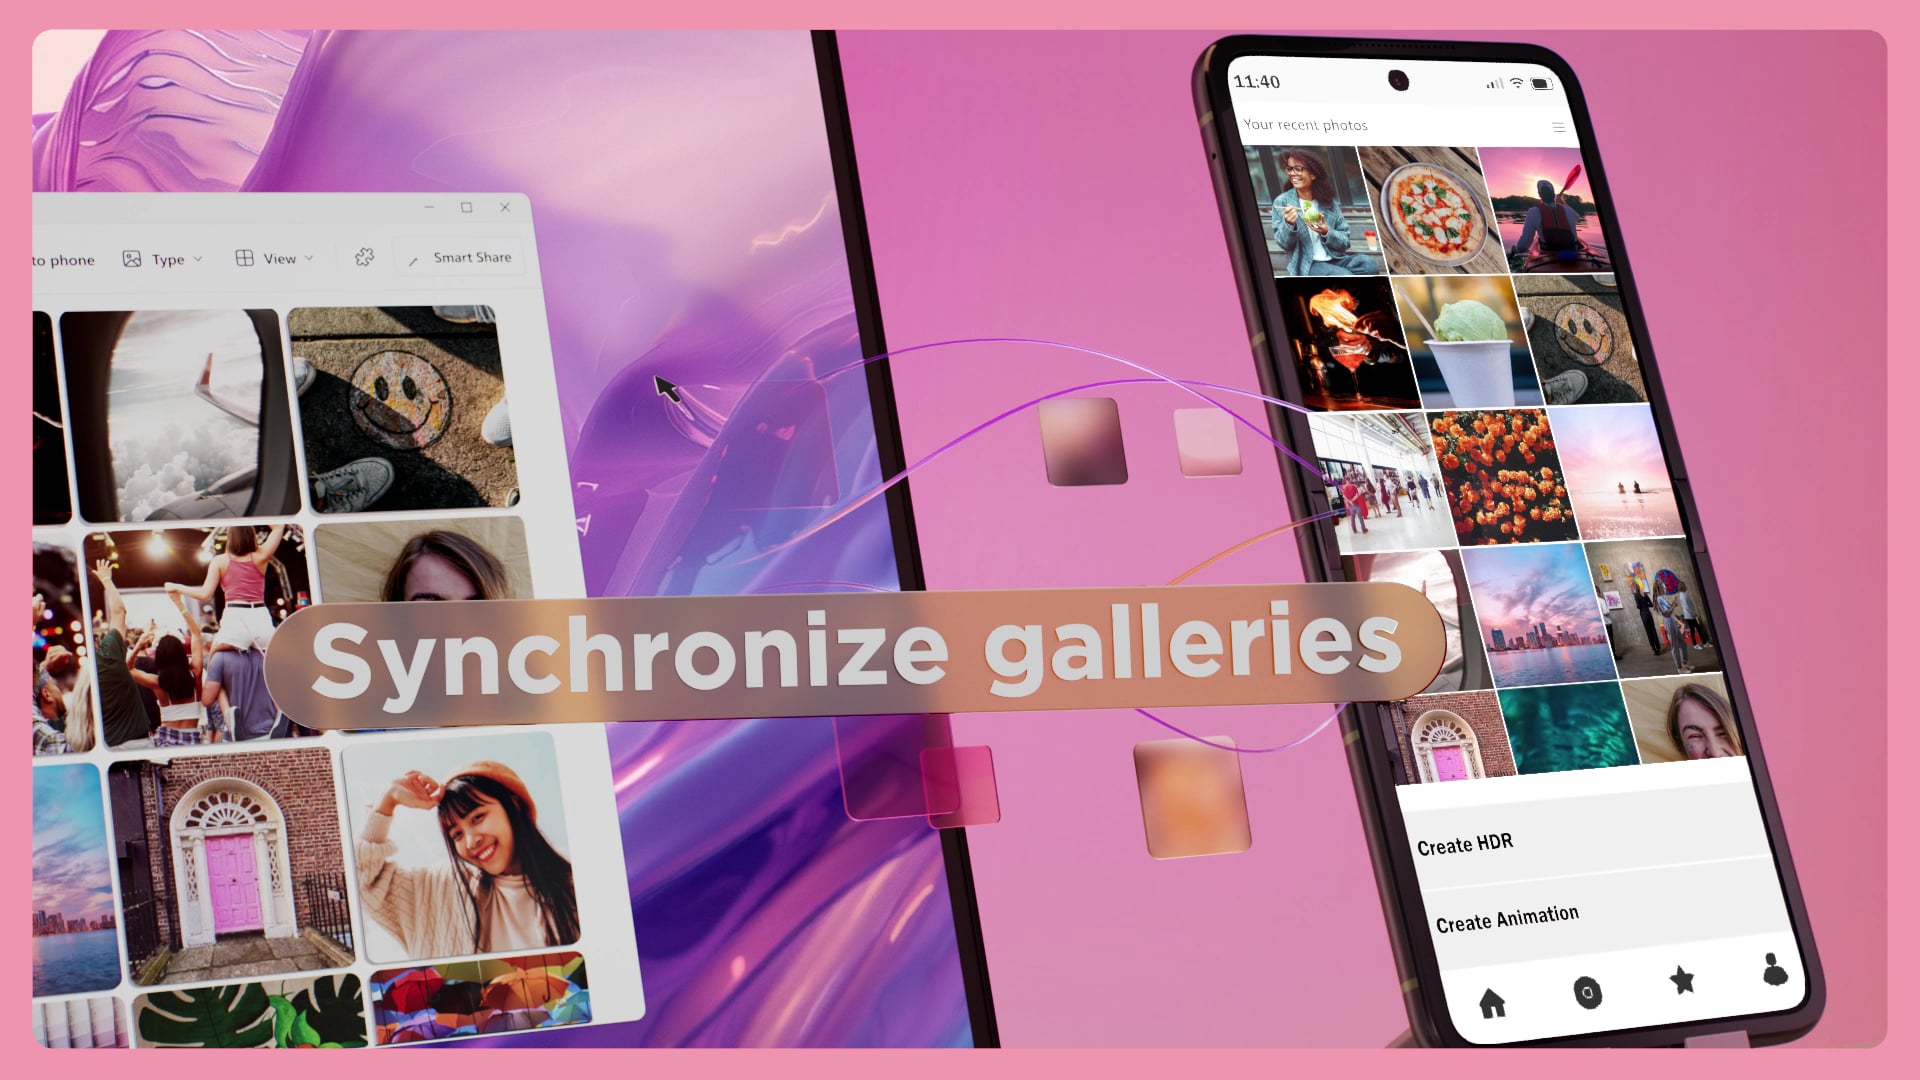 to phone
Type
View
Smart Share
Synchronize galleries
11:40
Your recent photos
Create HDR
Create Animation